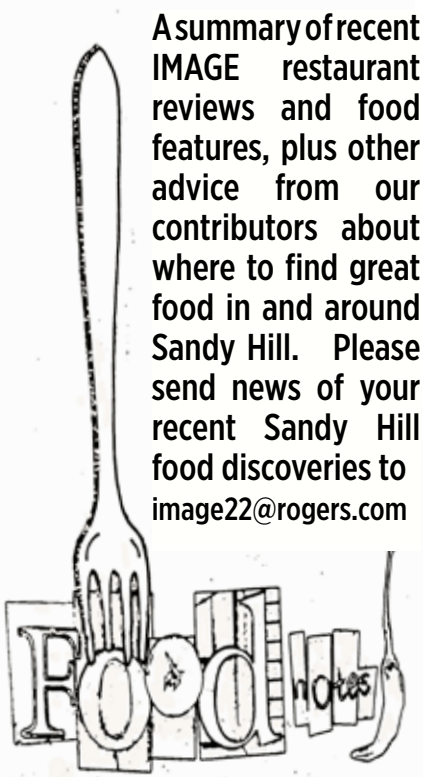 A summary of recent
IMAGE restaurant
reviews and food
features, plus other
advice from our
contributors about
where to find great
food in and around
Sandy Hill. Please
send news of your
recent Sandy Hill
food discoveries to
image22@rogers.com
Food notes